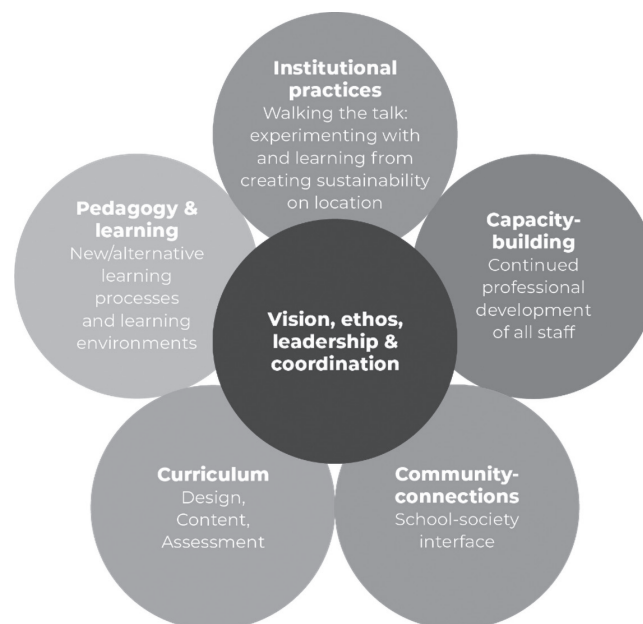 Institutional
practices
Walking the talk:
experimenting with
and learning from
creating sustainability
on location
Pedagogy &
learning
New/alternative
learning
processes
and learning
environments
Capacity-
building
Continued
professional
development
of all staff
Vision, ethos,
leadership &
coordination
Curriculum
Design,
Content,
Assessment
Community-
connections
School-society
interface